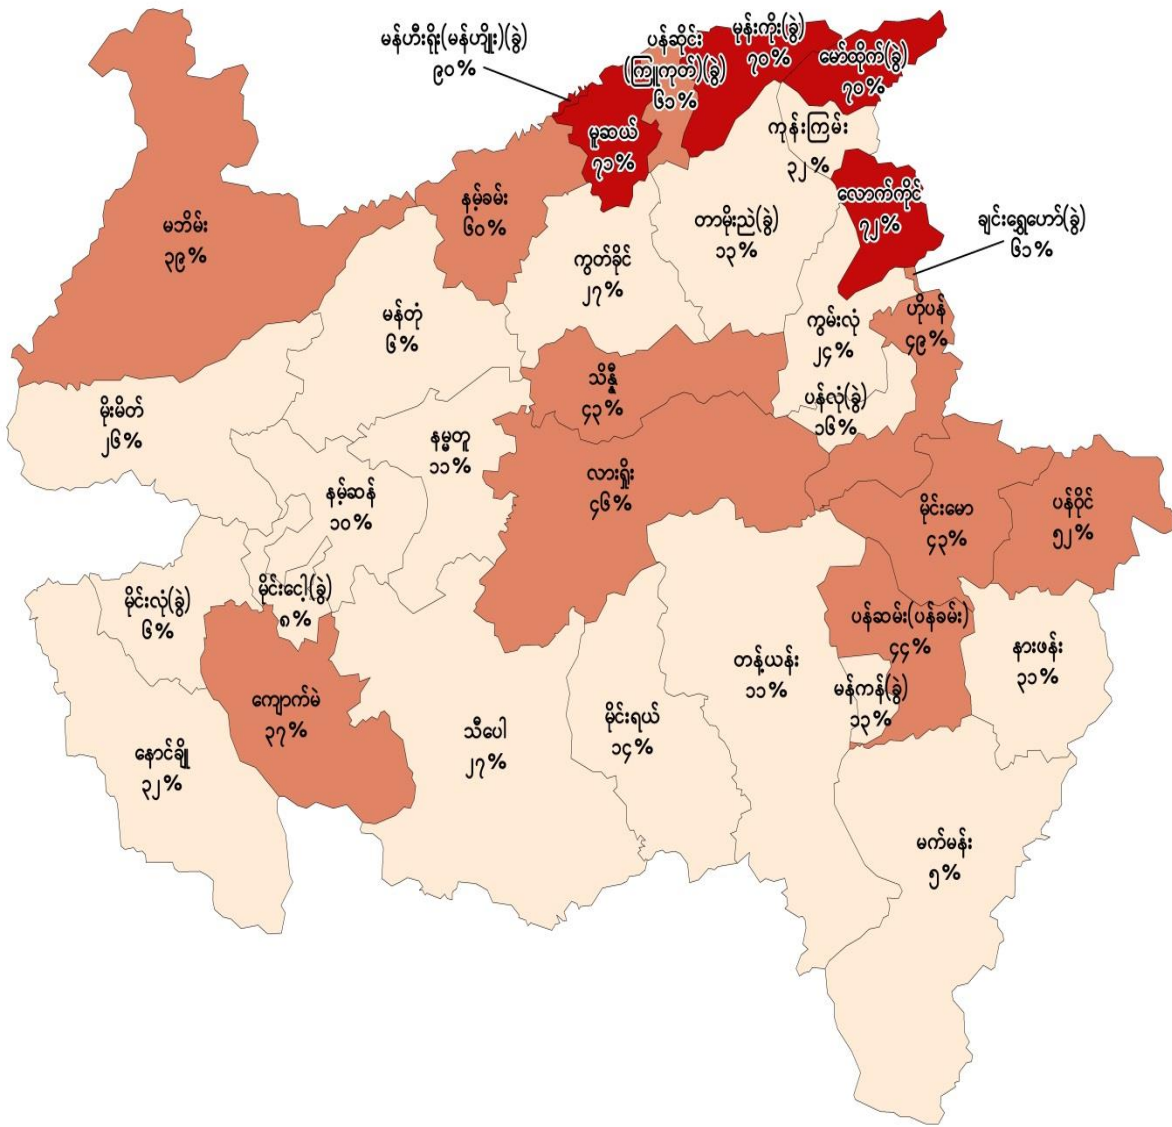 မန်ဟီးရိုး(မန်ဟျိုး)(ခွဲ)
၉၀%
ပန်ဆိုင်း
(ကြူကုတ်)(ခွဲ)
၆၁%
မုန်းကိုး(ခွဲ)
၇၀%
မော်ထိုက်(ခွဲ)
၇၀%
မူဆယ်
၇၁%
ကုန်းကြမ်း
၃၂%
လောက်ကိုင်
၇၂%
ချင်းရွှေဟော်(ခွဲ)
၆၁%
မဘိမ်း
၃၉%
နမ့်ခမ်း
၆၀%
တာမိုးညဲ(ခွဲ)
၁၃%
ကွတ်ခိုင်
၂၇%
မန်တုံ
၆%
ကွမ်းလုံ
၂၄%
ဟိုပန်
၄၉%
သိန္နီ
၄၃%
ပန်လုံ(ခွဲ)
၁၆%
မိုးမိတ်
၂၆%
နမ္မတူ
၁၁%
လားရှိုး
၄၆%
နမ့်ဆန်
၁၀%
မိုင်းမော
၄၃%
ပန်ဝိုင်
၅၂%
မိုင်းလုံ(ခွဲ)
၆%
မိုင်းငေါ့(ခွဲ)
၈%
ပန်ဆမ်း(ပန်ခမ်း)
၄၄%
နားဖန်း
၃၁%
တန့်ယန်း
၁၁%
မန်ကန်(ခွဲ)
၁၃%
ကျောက်မဲ
၃၇%
သီပေါ
၂၇%
မိုင်းရယ်
၁၄%
နောင်ချို
၃၂%
မက်မန်း
၅%